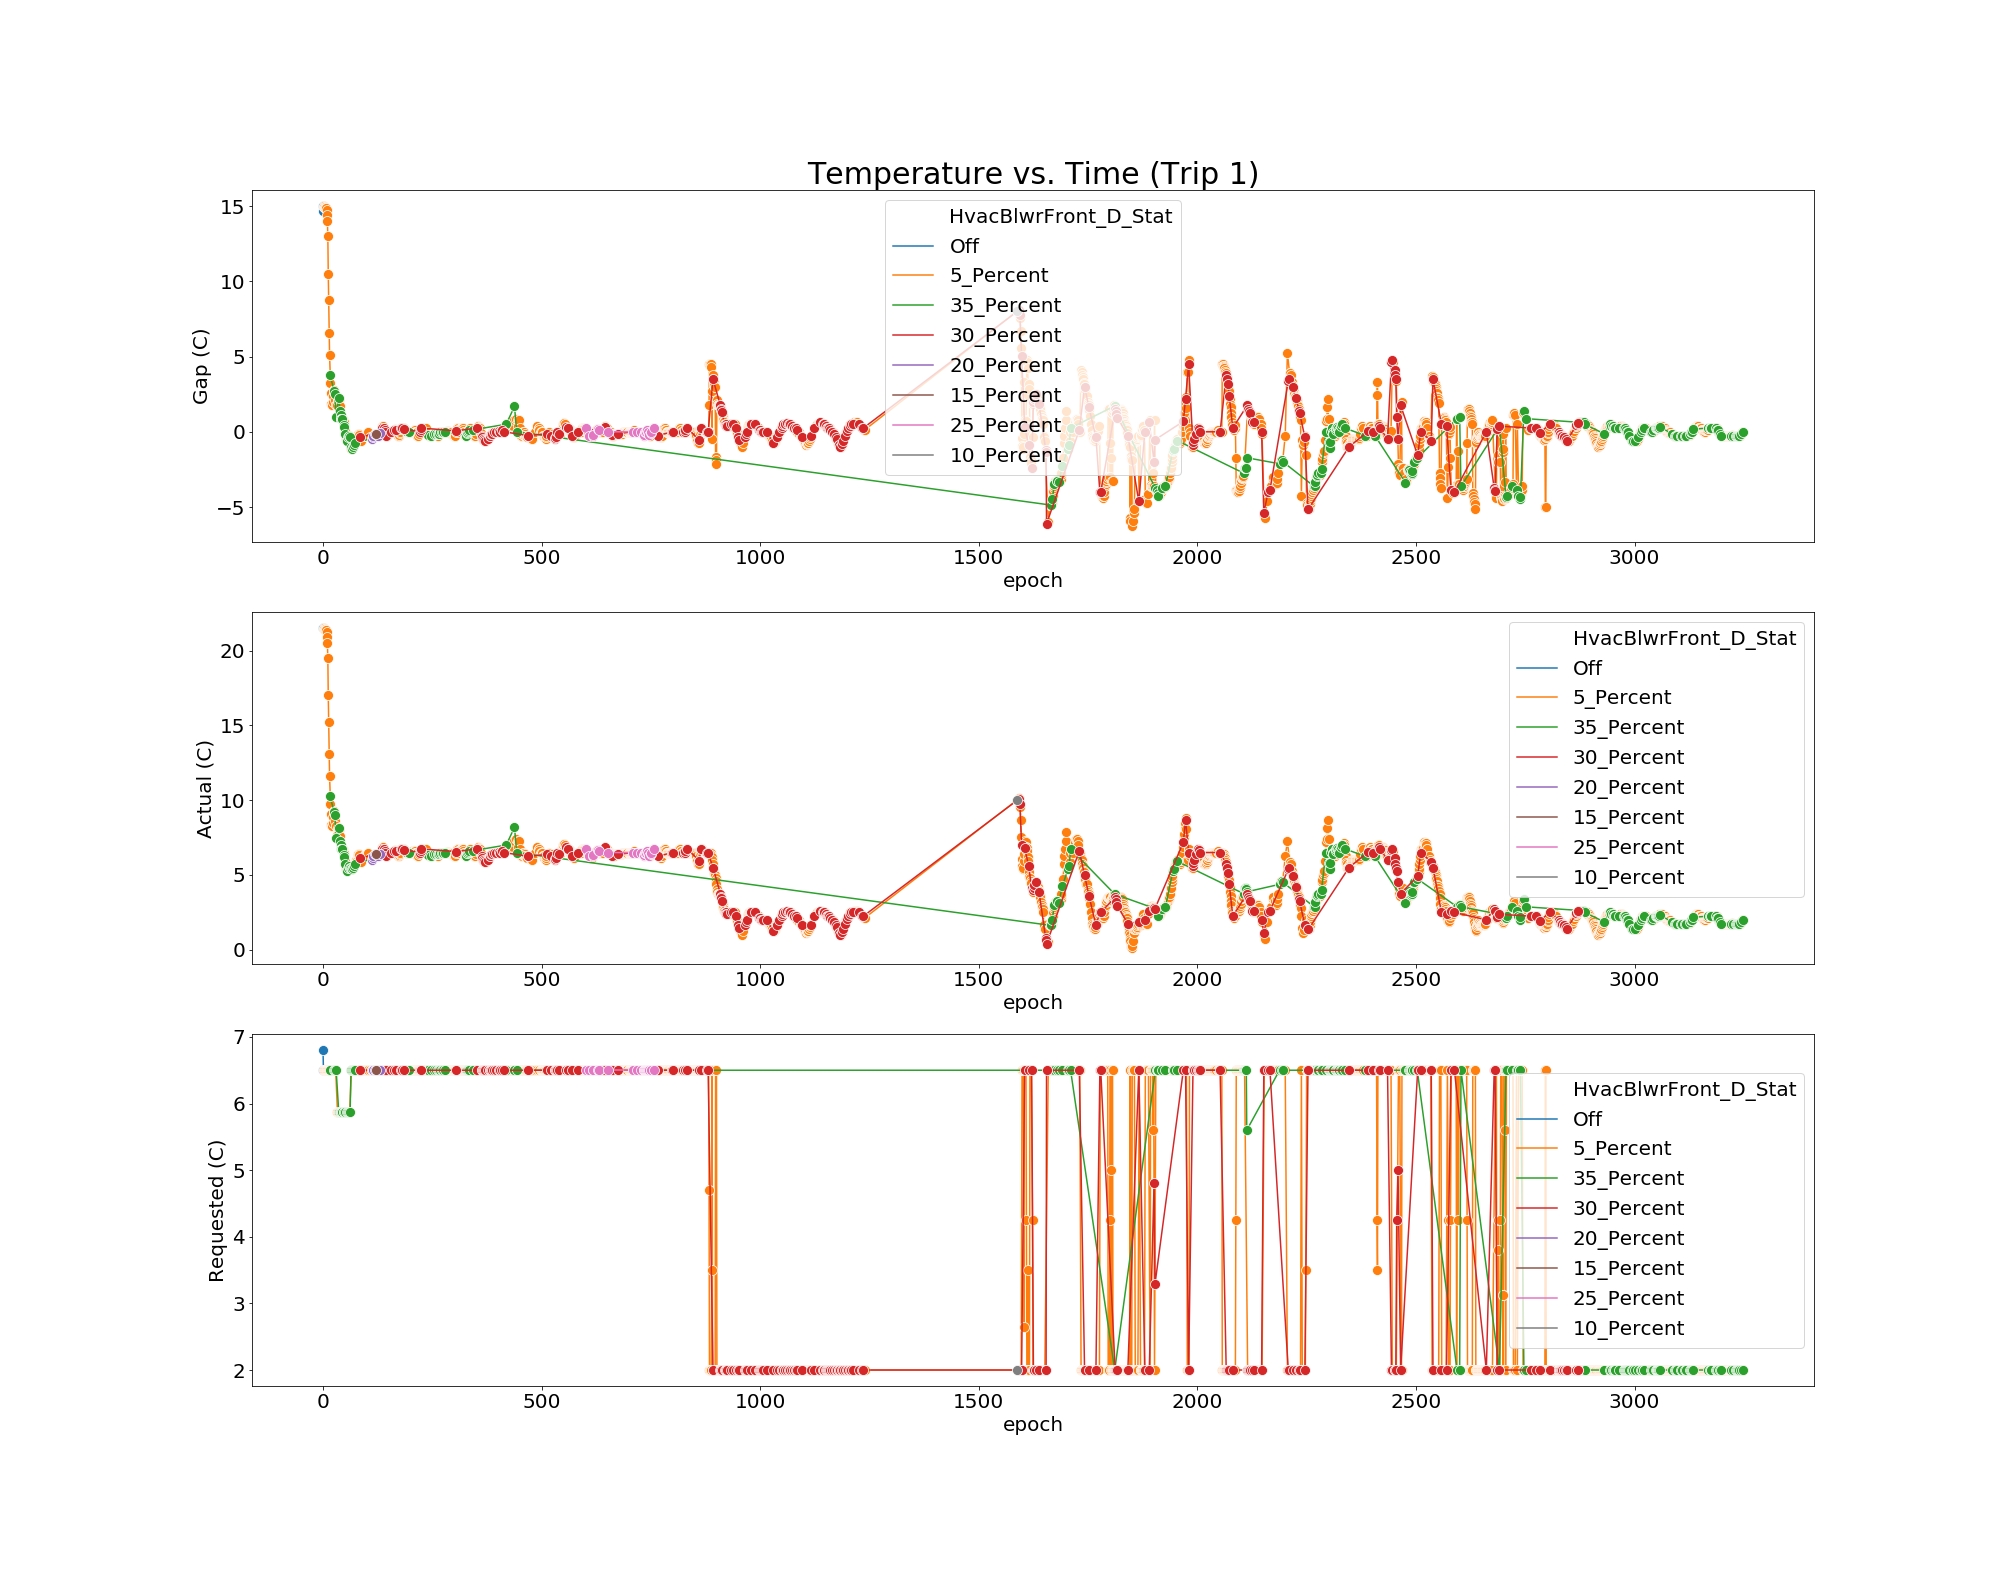 Temperature vs. Time (Trip 1)
Gap (C)
15
10
5
0
−5
HvacBlwrFront_D_Stat
Off
5_Percent
35_Percent
30_Percent
20_Percent
15_Percent
25_Percent
10_Percent
0 500 1000 1500 2000 2500 3000
epoch
Actual (C)
20
15
10
5
0
HvacBlwrFront_D_Stat
Off
5_Percent
35_Percent
30_Percent
20_Percent
15_Percent
25_Percent
10_Percent
0 500 1000 1500 2000 2500 3000
epoch
Requested (C)
7
6
5
4
3
2
HvacBlwrFront_D_Stat
Off
5_Percent
35_Percent
30_Percent
20_Percent
15_Percent
25_Percent
10_Percent
0 500 1000 1500 2000 2500 3000
epoch